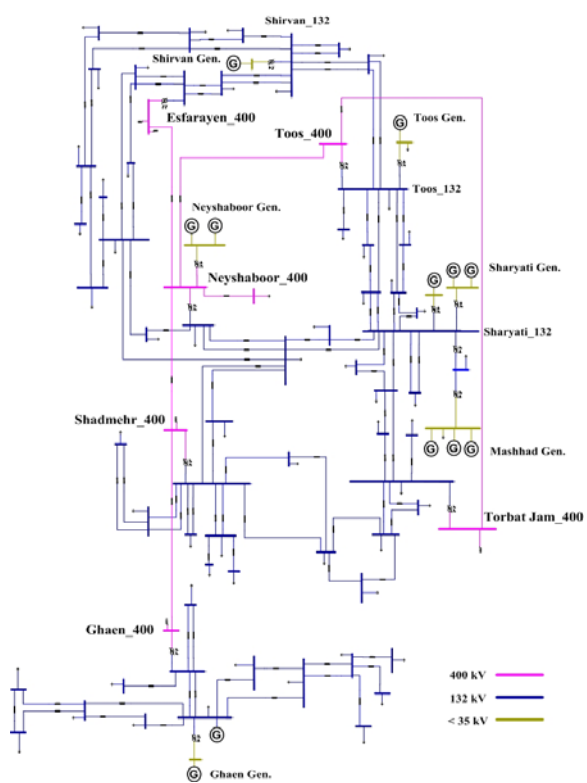 Shirvan_132
Shirvan Gen.
G
Esfarayen_400
Toos_400
G
Toos Gen.
Toos_132
Neyshaboor Gen.
G G
Neyshaboor_400
Sharyati Gen.
G G G
Sharyati_132
Shadmehr_400
G G G
Mashhad Gen.
Torbat Jam_400
Ghaen_400
G
G
Ghaen Gen.
400 kV
132 kV
< 35 kV